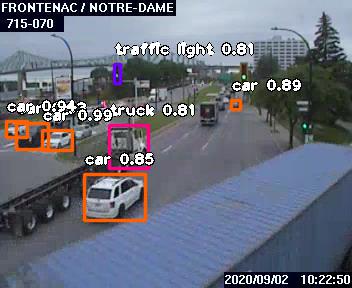 FRONTENAC / NOTRE-DAME
715-070
traffic light 0.81
car 0.89
car 0.94
car 0.99
truck 0.81
car 0.85
2020/09/02 10:22:50